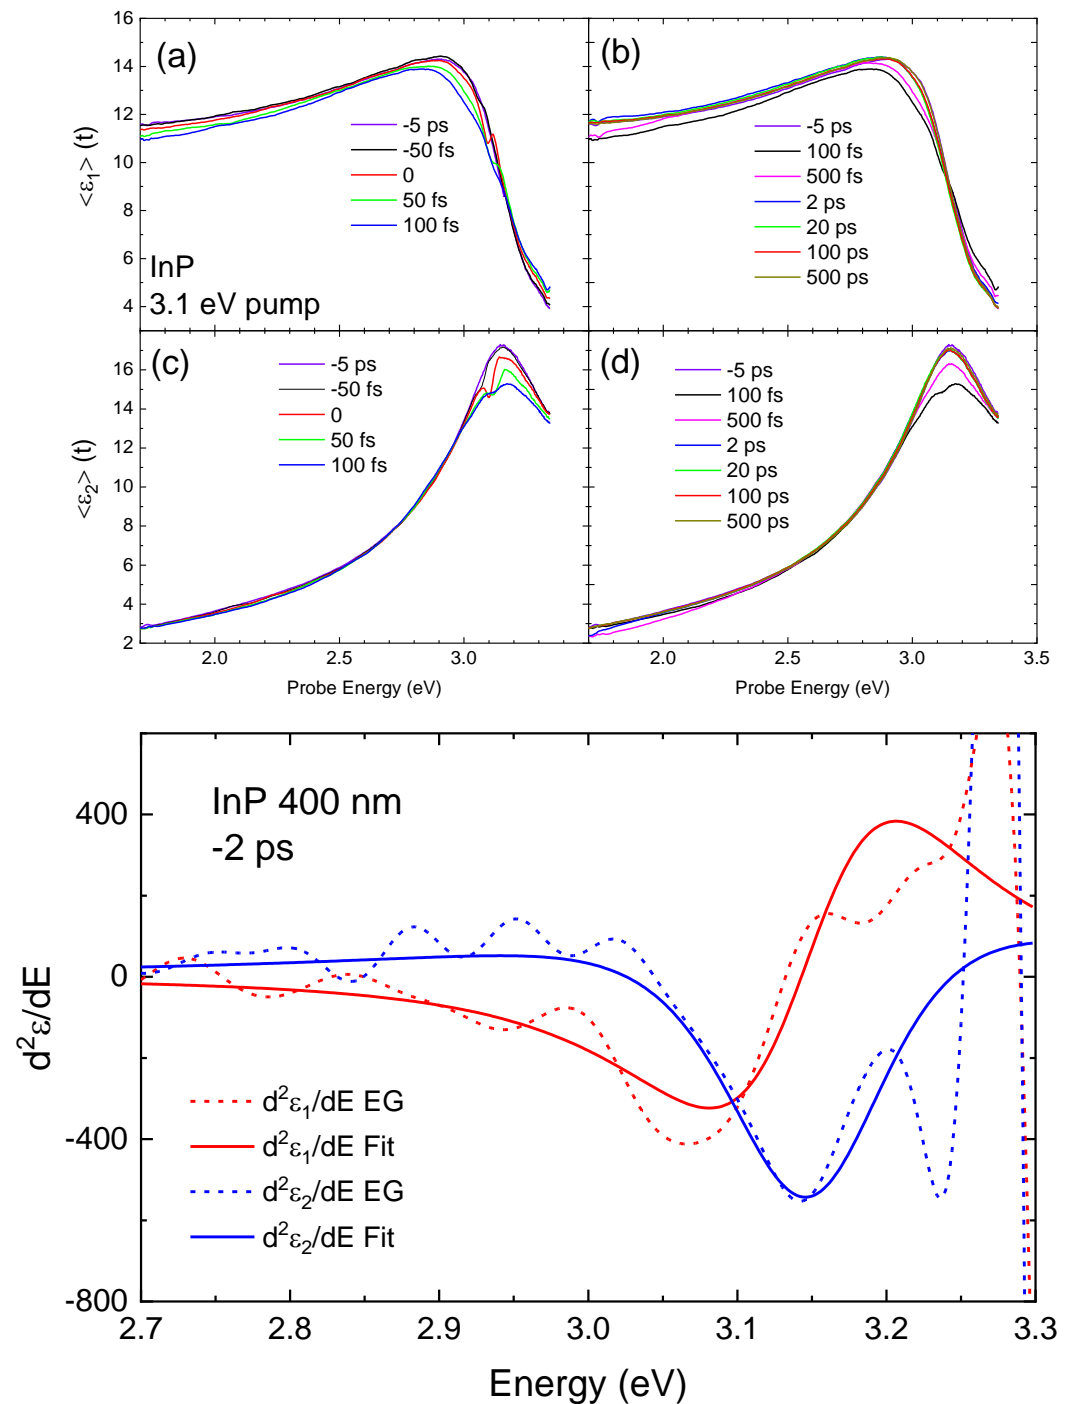 16
14
12
10
8
6
4
<ε₁> (t)
(a)
-5 ps
-50 fs
0
50 fs
100 fs
InP
3.1 eV pump
(b)
-5 ps
100 fs
500 fs
2 ps
20 ps
100 ps
500 ps
16
14
12
10
8
6
4
2
<ε₂> (t)
(c)
-5 ps
-50 fs
0
50 fs
100 fs
(d)
-5 ps
100 fs
500 fs
2 ps
20 ps
100 ps
500 ps
2.0 2.5 3.0
2.0 2.5 3.0 3.5
Probe Energy (eV)
Probe Energy (eV)
400
0
-400
-800
d²ε/dE
InP 400 nm
-2 ps
d²ε₁/dE EG
d²ε₁/dE Fit
d²ε₂/dE EG
d²ε₂/dE Fit
2.7 2.8 2.9 3.0 3.1 3.2 3.3
Energy (eV)